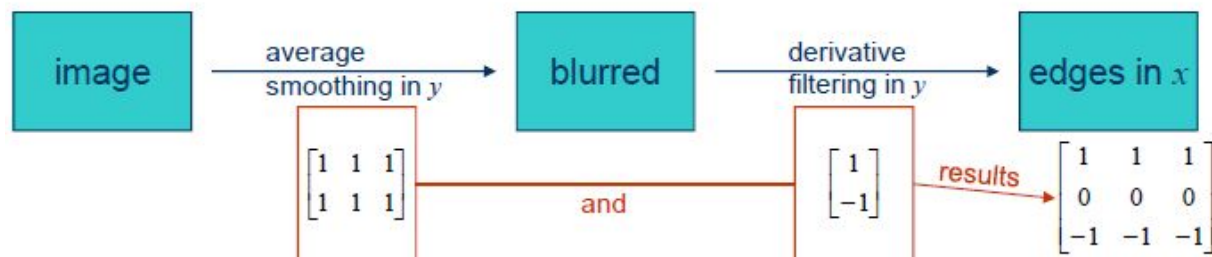 image
average
smoothing in y
blurred
derivative
filtering in y
edges in x
1 1 1
1 1 1
and
1
−1
results
1 1 1
0 0 0
−1 −1 −1